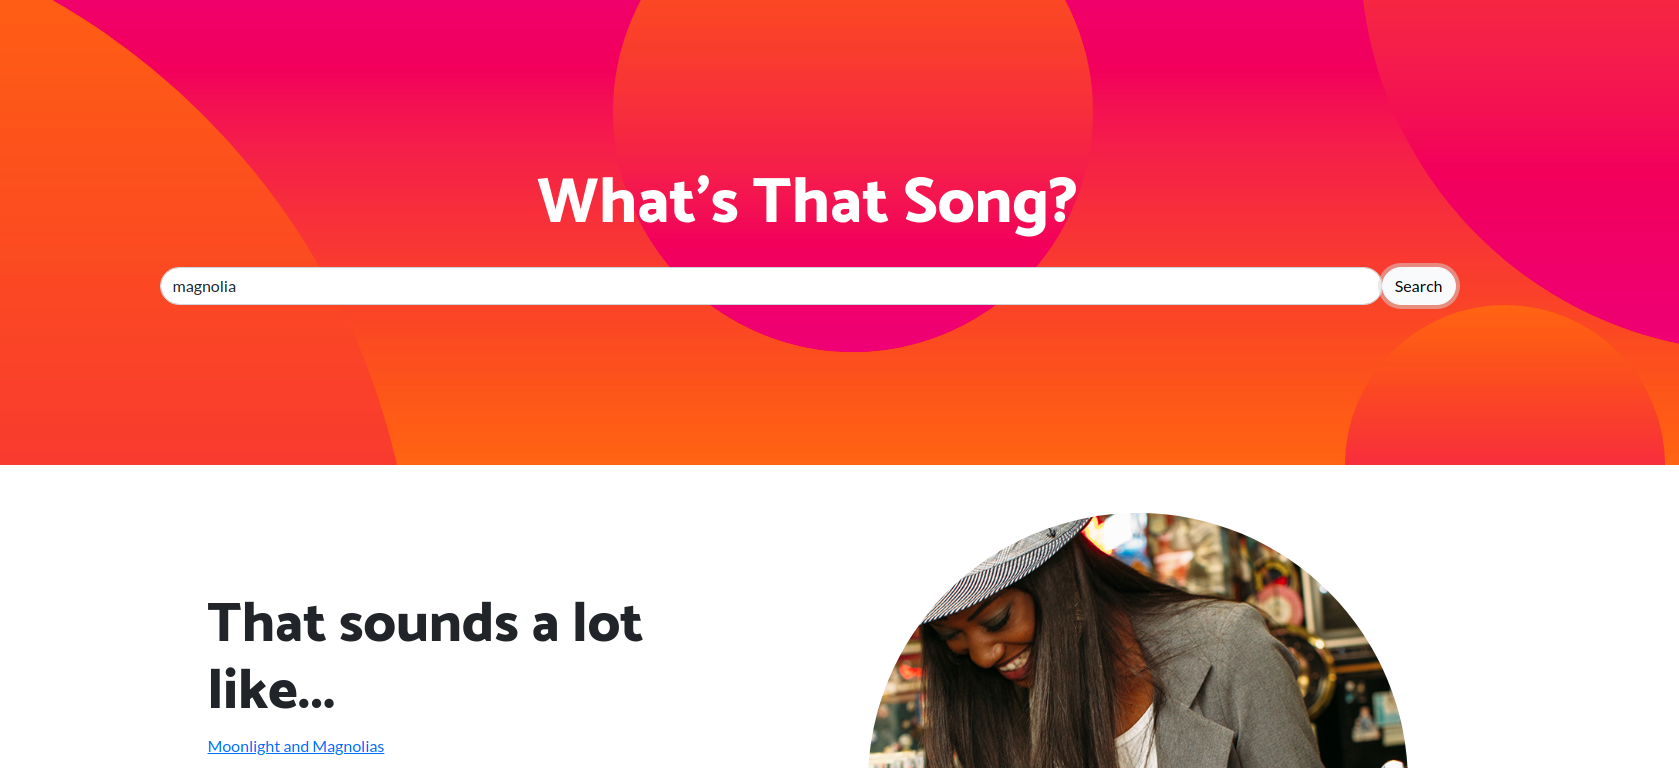 What's That Song?
magnolia
Search
That sounds a lot
like...
Moonlight and Magnolias